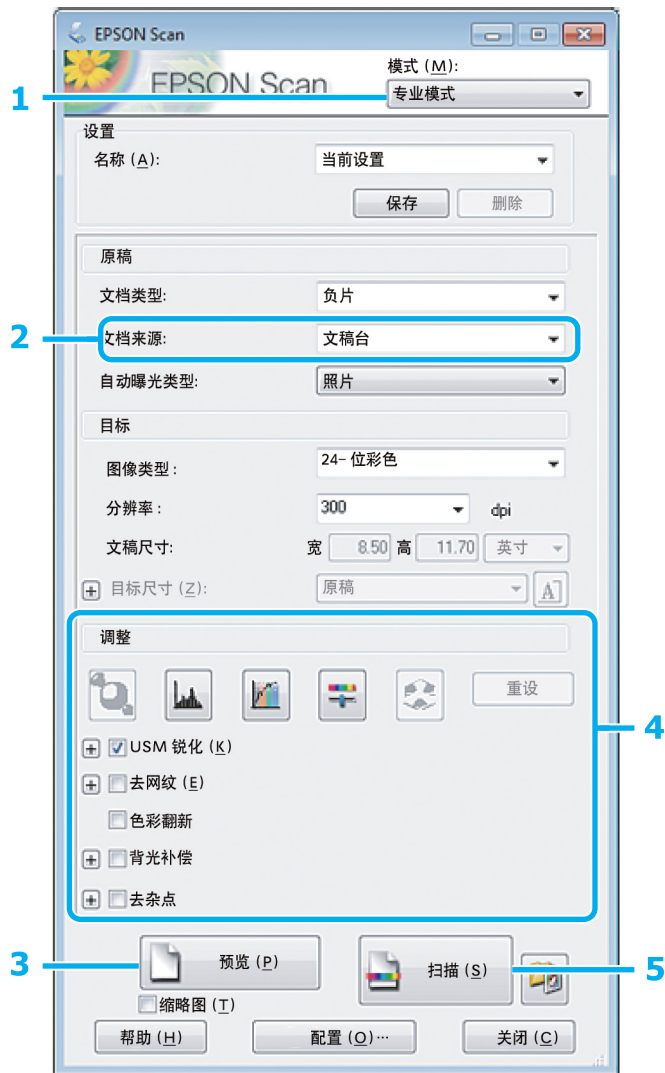 EPSON Scan
EPSON Scan
模式 (M):
1
专业模式
设置
名称 (A):
当前设置
保存
删除
原稿
文档类型:
负片
2
文档来源:
文稿台
自动曝光类型:
照片
目标
图像类型 :
24- 位彩色
分辨率 :
300
dpi
文稿尺寸:
宽
8.50
高
11.70
英寸
目标尺寸 (Z):
原稿
A
调整
重设
4
USM 锐化 (K)
去网纹 (E)
色彩翻新
背光补偿
去杂点
3
预览 (P)
扫描 (S)
5
缩略图 (T)
帮助 (H)
配置 (O)…
关闭 (C)